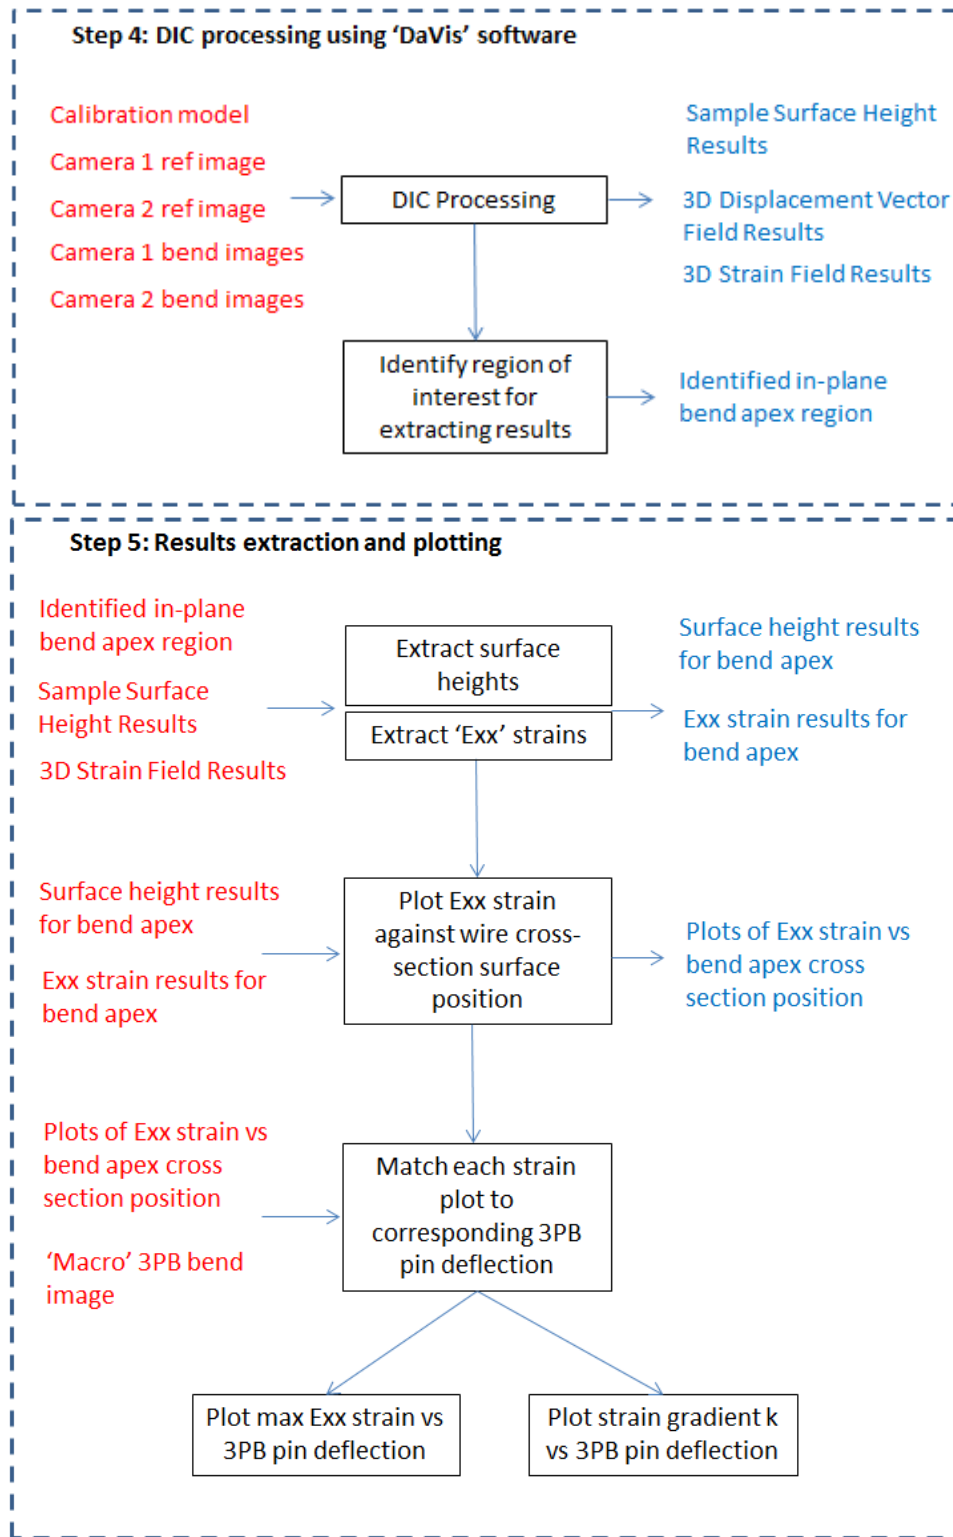 Step 4: DIC processing using ‘DaVis’ software
Calibration model
Camera 1 ref image
Camera 2 ref image
Camera 1 bend images
Camera 2 bend images
DIC Processing
Sample Surface Height
Results
3D Displacement Vector
Field Results
3D Strain Field Results
Identify region of
interest for
extracting results
Identified in-plane
bend apex region
Step 5: Results extraction and plotting
Identified in-plane
bend apex region
Sample Surface
Height Results
3D Strain Field Results
Extract surface
heights
Extract ‘Exx’ strains
Surface height results
for bend apex
Exx strain results for
bend apex
Surface height results
for bend apex
Exx strain results for
bend apex
Plot Exx strain
against wire cross-
section surface
position
Plots of Exx strain vs
bend apex cross
section position
Plots of Exx strain vs
bend apex cross
section position
‘Macro’ 3PB bend
image
Match each strain
plot to
corresponding 3PB
pin deflection
Plot max Exx strain vs
3PB pin deflection
Plot strain gradient k
vs 3PB pin deflection